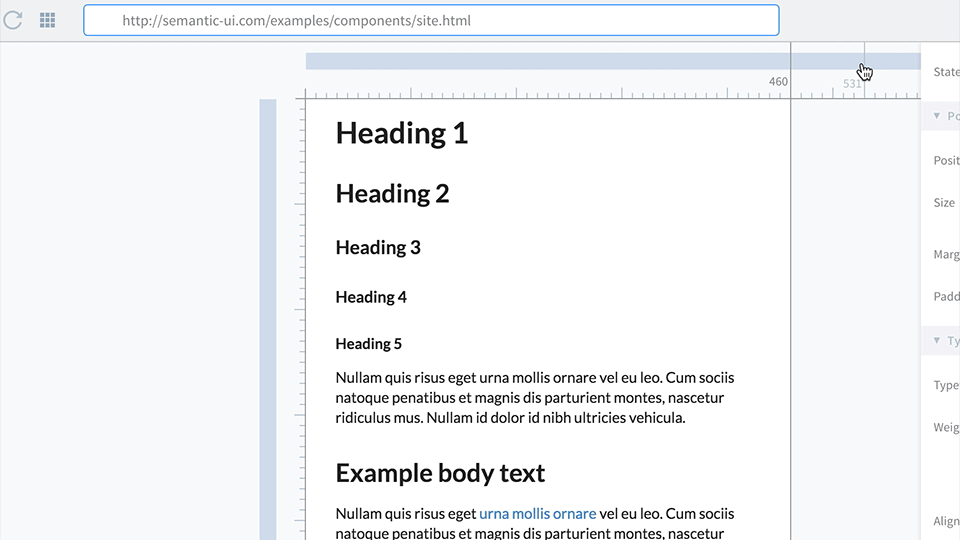 http://semantic-ui.com/examples/components/site.html
460
531
State
Po
Posit
Size
Marg
Padd
Ty
Type
Weig
Align
Heading 1
Heading 2
Heading 3
Heading 4
Heading 5
Nullam quis risus eget urna mollis ornare vel eu leo. Cum sociis
natoque penatibus et magnis dis parturient montes, nascetur
ridiculus mus. Nullam id dolor id nibh ultricies vehicula.
Example body text
Nullam quis risus eget urna mollis ornare vel eu leo. Cum sociis
natoque penatibus et magnis dis parturient montes, nascetur